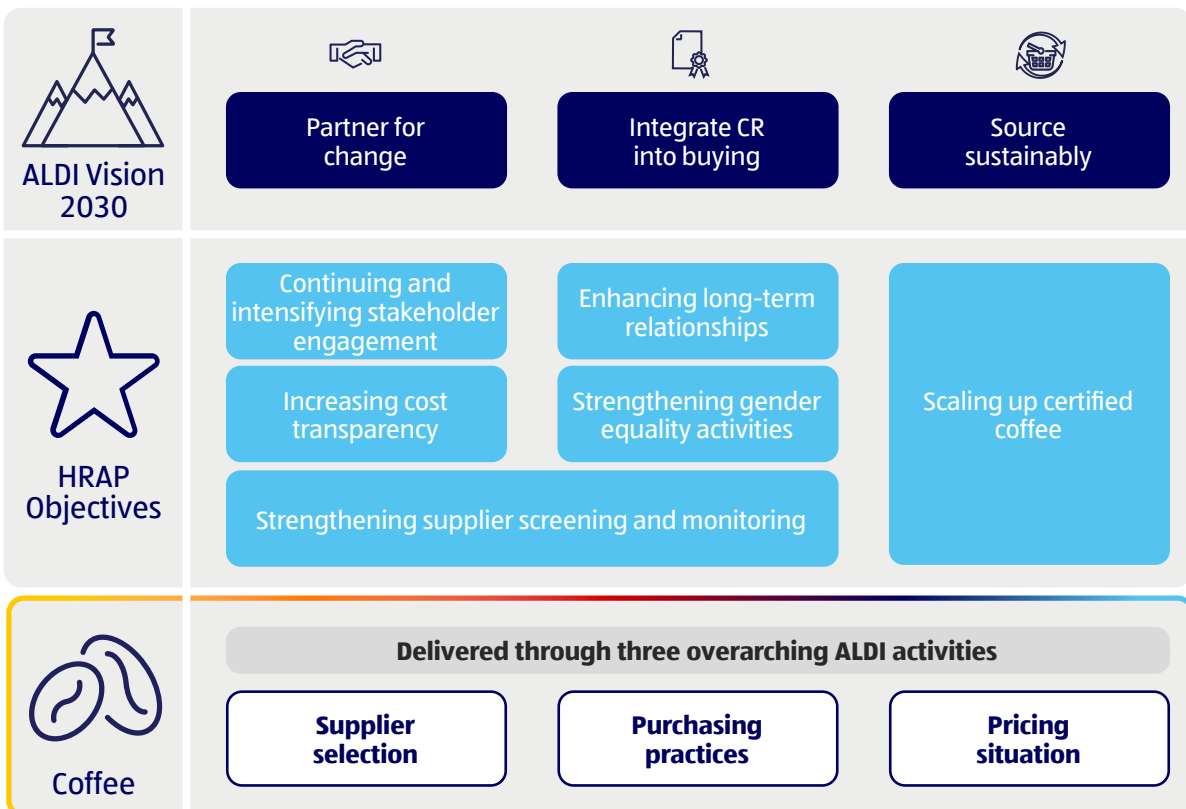 ALDI Vision
2030
Partner for
change
Integrate CR
into buying
Source
sustainably
HRAP
Objectives
Continuing and
intensifying stakeholder
engagement
Enhancing long-term
relationships
Increasing cost
transparency
Strengthening gender
equality activities
Strengthening supplier screening and monitoring
Scaling up certified
coffee
Coffee
Delivered through three overarching ALDI activities
Supplier
selection
Purchasing
practices
Pricing
situation